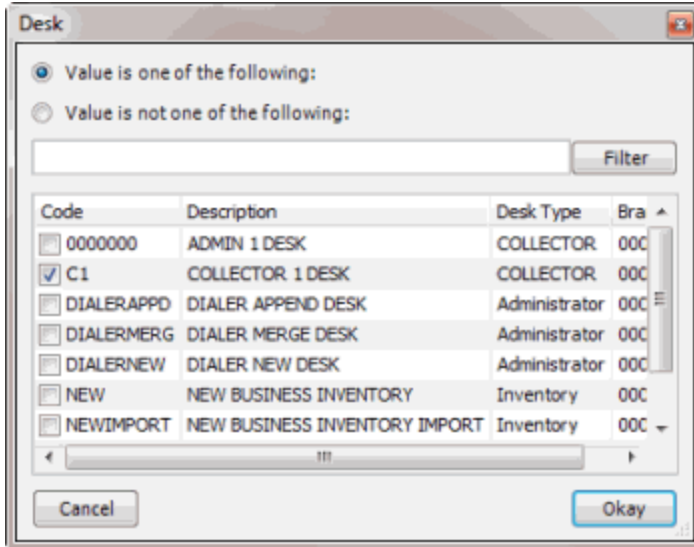 Desk
Value is one of the following:
Value is not one of the following:
Filter
Code Description Desk Type Bra
0000000 ADMIN 1 DESK COLLECTOR 000
C1 COLLECTOR 1 DESK COLLECTOR 000
DIALERAPPD DIALER APPEND DESK Administrator 000
DIALERMERG DIALER MERGE DESK Administrator 000
DIALERNEW DIALER NEW DESK Administrator 000
NEW NEW BUSINESS INVENTORY Inventory 000
NEWIMPORT NEW BUSINESS INVENTORY IMPORT Inventory 000
Cancel Okay